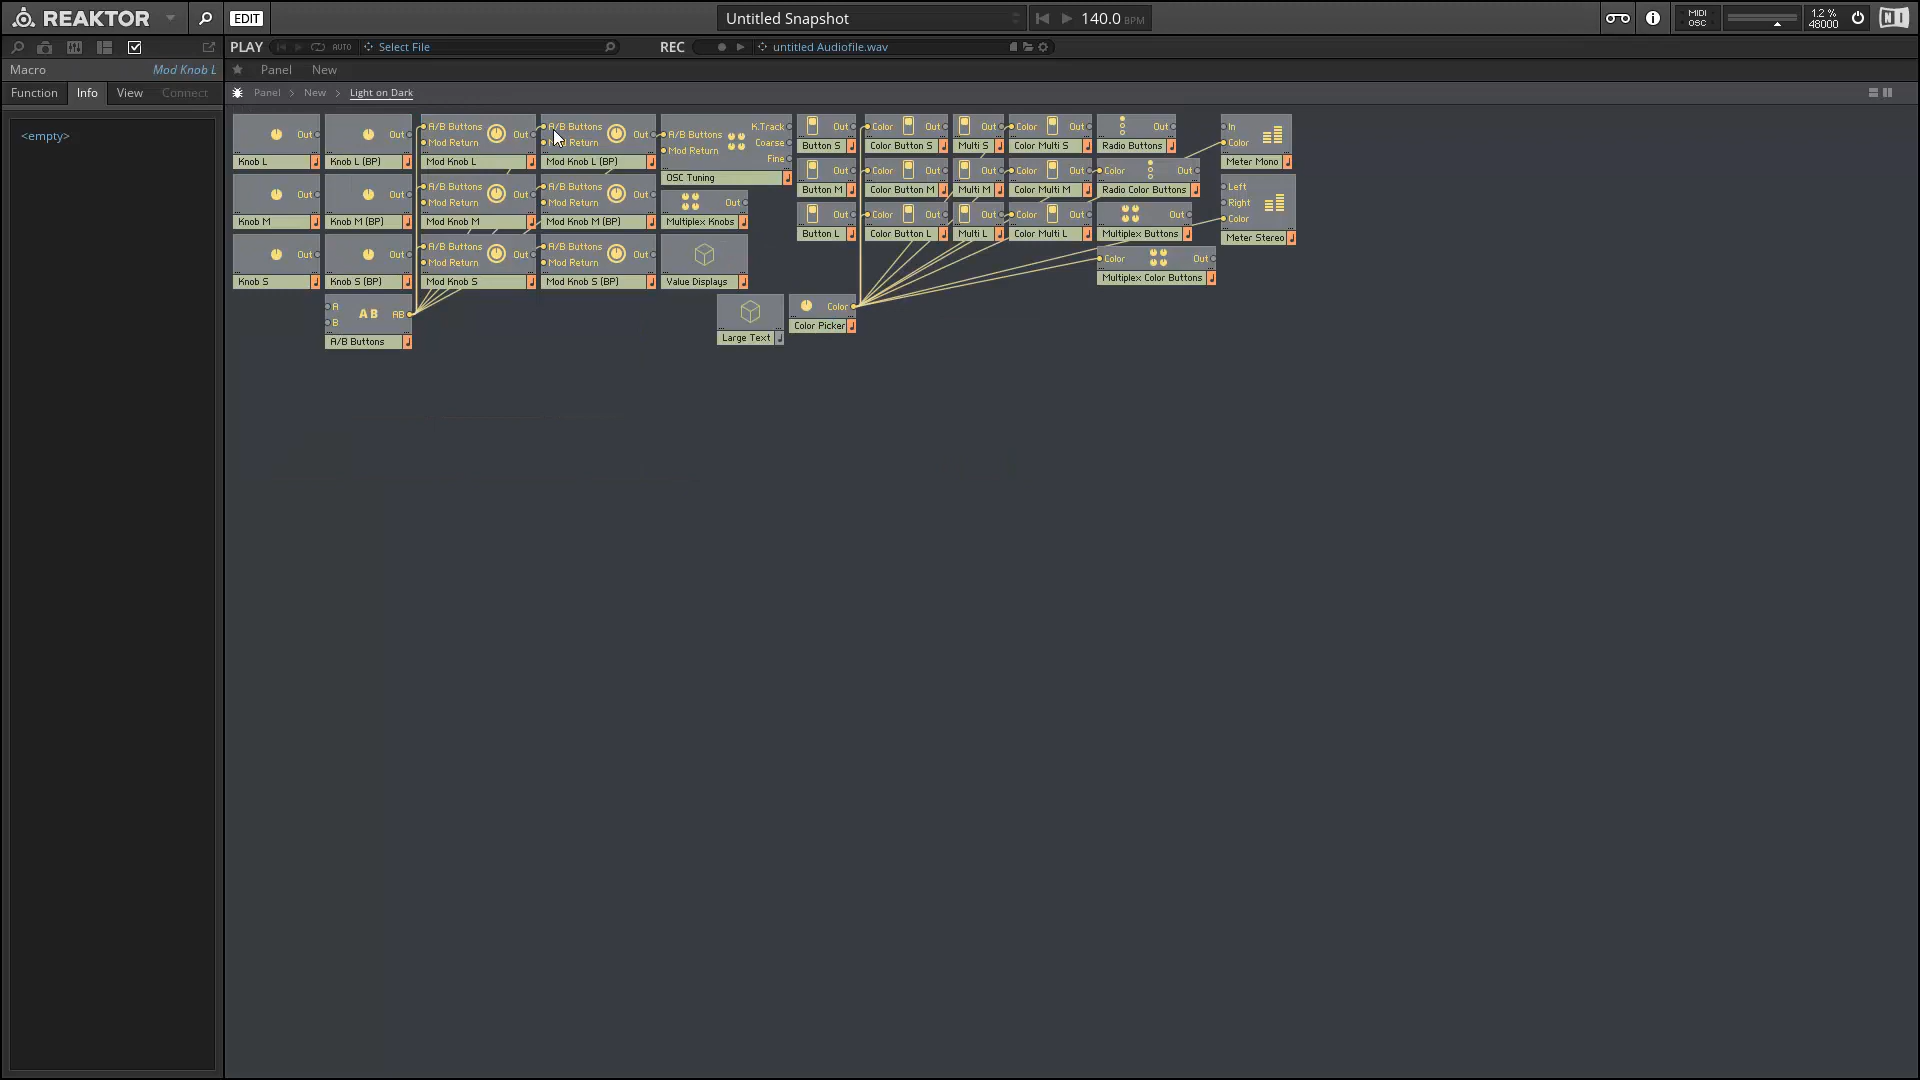 REAKTOR EDIT Untitled Snapshot 140.0 BPM MIDI OSC 1.2 % 48000
PLAY AUTO Select File REC untitled Audiofile.wav
Macro Mod Knob L Panel New
Function Info View Connect Panel > New > Light on Dark
<empty>
Out Knob L
Out Knob L (BP)
A/B Buttons Mod Return Out Mod Knob L
A/B Buttons Mod Return Out Mod Knob L (BP)
A/B Buttons Mod Return K.Track Coarse Fine OSC Tuning
Out Button S
Color Out Color Button S
Out Multi S
Color Out Color Multi S
Out Radio Buttons
In Color Meter Mono
Out Knob M
Out Knob M (BP)
A/B Buttons Mod Return Out Mod Knob M
A/B Buttons Mod Return Out Mod Knob M (BP)
Out Multiplex Knobs
Out Button M
Color Out Color Button M
Out Multi M
Color Out Color Multi M
Color Out Radio Color Buttons
Left Right Color Meter Stereo
Out Knob S
Out Knob S (BP)
A/B Buttons Mod Return Out Mod Knob S
A/B Buttons Mod Return Out Mod Knob S (BP)
Value Displays
Out Button L
Color Out Color Button L
Out Multi L
Color Out Color Multi L
Out Multiplex Buttons
Color Out Multiplex Color Buttons
A B AB AB A/B Buttons
Large Text
Color Color Picker